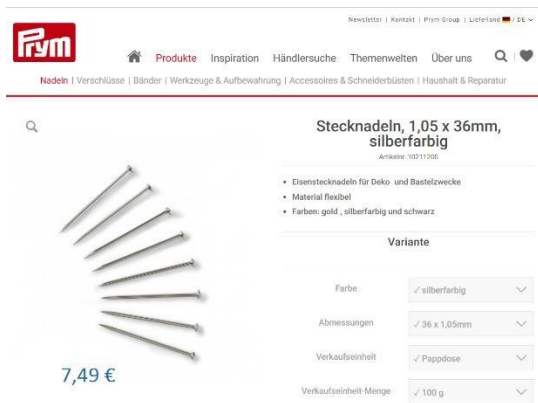 Newsletter | Kontakt | Prym Group | Lieferland / DE
Prym
Produkte Inspiration Händlersuche Themenwelten Über uns
Nadeln | Verschlüsse | Bänder | Werkzeuge & Aufbewahrung | Accessoires & Schneiderbüsten | Haushalt & Reparatur
Stecknadeln, 1,05 x 36mm,
silberfarbig
Artikelnr. 10211200
• Eisenstecknadeln für Deko und Bastelzwecke
• Material flexibel
• Farben: gold , silberfarbig und schwarz
Variante
Farbe ✓ silberfarbig
Abmessungen ✓ 36 x 1,05mm
Verkaufseinheit ✓ Pappdose
Verkaufseinheit-Menge ✓ 100 g
7,49 €